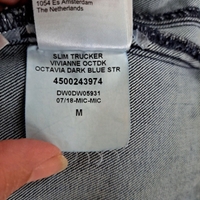 1054 Es Amsterdam
The Netherlands
SLIM TRUCKER
VIVIANNE OCTDK
OCTAVIA DARK BLUE STR
4500243974
DW0DW05931
07/18-MIC-MIC
M